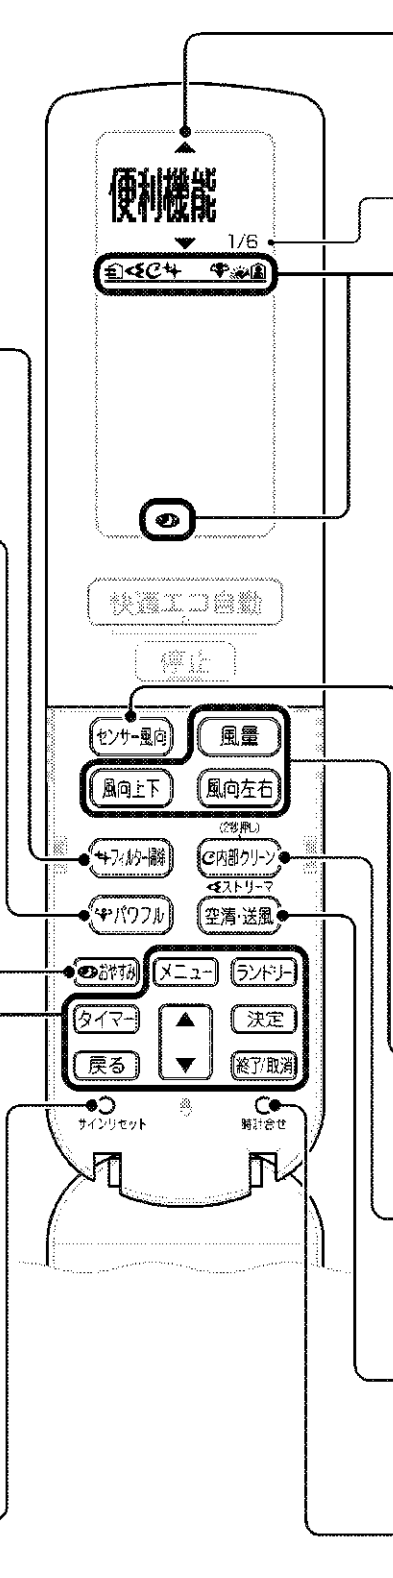 便利機能
1/6
快適エコ自動
停止
センサー風向
風量
風向上下
風向左右
(2秒押し)
フィルター掃除
内部クリーン
ストリーマ
パワフル
空清・送風
おやすみ
メニュー
ランドリー
タイマー
決定
戻る
終了/取消
サインリセット
時計合せ